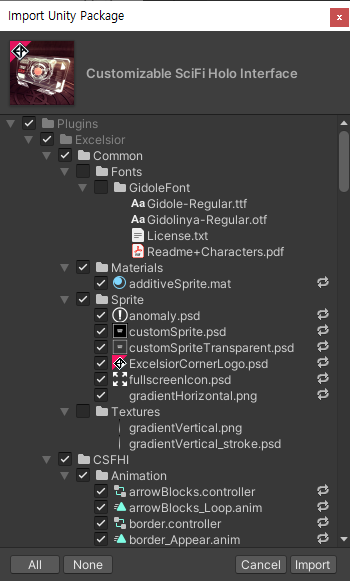 Import Unity Package
x
Customizable SciFi Holo Interface
Plugins
Excelsior
Common
Fonts
GidoleFont
Aa Gidole-Regular.ttf
Aa Gidolinya-Regular.otf
License.txt
Readme+Characters.pdf
Materials
additiveSprite.mat
Sprite
anomaly.psd
customSprite.psd
customSpriteTransparent.psd
ExcelsiorCornerLogo.psd
fullscreenIcon.psd
gradientHorizontal.png
Textures
gradientVertical.png
gradientVertical_stroke.psd
CSFHI
Animation
arrowBlocks.controller
arrowBlocks_Loop.anim
border.controller
border_Appear.anim
All None Cancel Import